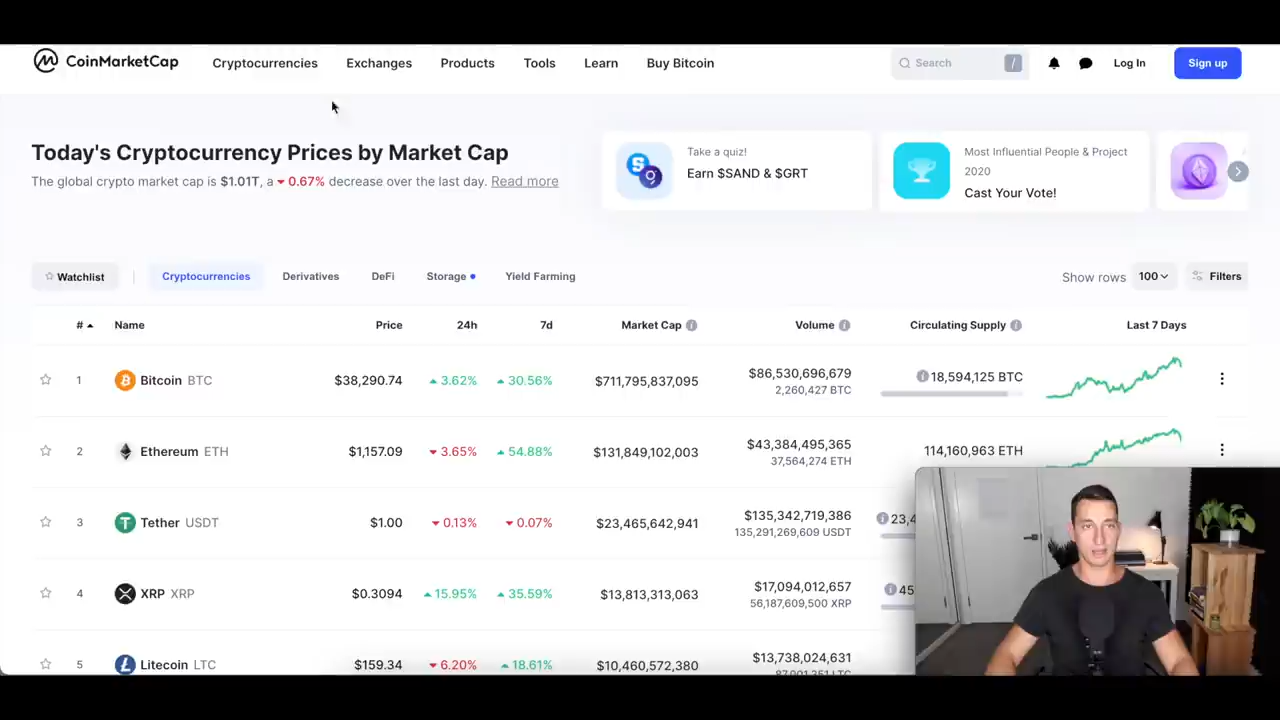 CoinMarketCap Cryptocurrencies Exchanges Products Tools Learn Buy Bitcoin Search / Log In Sign up
Today's Cryptocurrency Prices by Market Cap
The global crypto market cap is $1.01T, a 0.67% decrease over the last day. Read more
Take a quiz!
Earn $SAND & $GRT
Most Influential People & Project
2020
Cast Your Vote!
Watchlist Cryptocurrencies Derivatives DeFi Storage Yield Farming Show rows 100 Filters
# Name Price 24h 7d Market Cap Volume Circulating Supply Last 7 Days
1 Bitcoin BTC $38,290.74 3.62% 30.56% $711,795,837,095 $86,530,696,679 18,594,125 BTC
2,260,427 BTC
2 Ethereum ETH $1,157.09 3.65% 54.88% $131,849,102,003 $43,384,495,365 114,160,963 ETH
37,564,274 ETH
3 Tether USDT $1.00 0.13% 0.07% $23,465,642,941 $135,342,719,386 23,4
135,291,269,609 USDT
4 XRP XRP $0.3094 15.95% 35.59% $13,813,313,063 $17,094,012,657 45
56,187,609,500 XRP
5 Litecoin LTC $159.34 6.20% 18.61% $10,460,572,380 $13,738,024,631